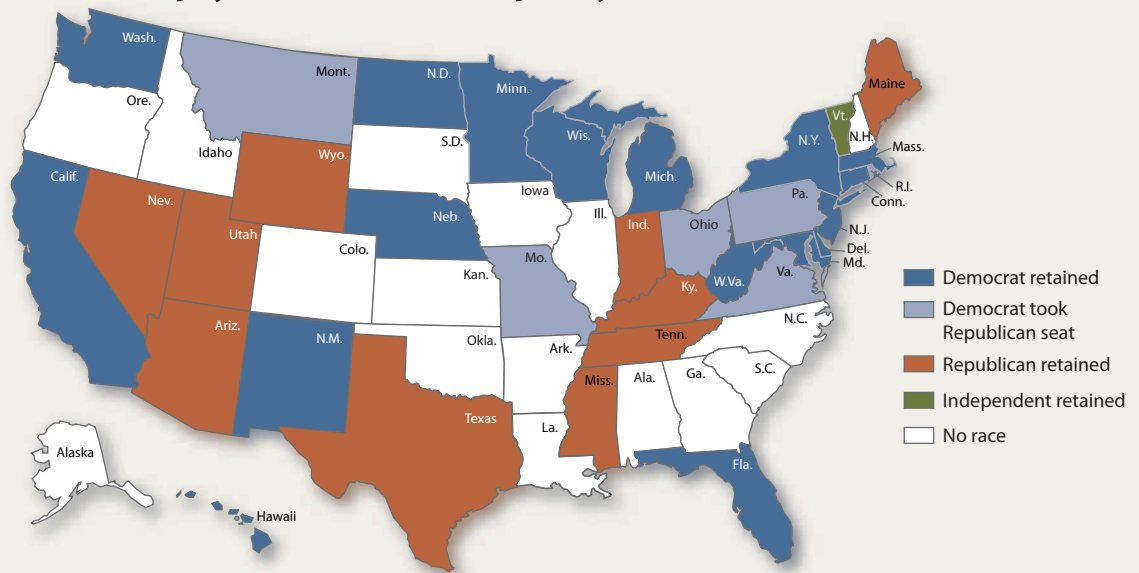 Wash.
Mont.
N.D.
Minn.
Maine
Ore.
Idaho
Wyo.
S.D.
Wis.
Mich.
N.Y.
Vt.
N.H.
Mass.
R.I.
Conn.
Calif.
Nev.
Utah
Colo.
Neb.
Iowa
Ill.
Ind.
Ohio
Pa.
N.J.
Del.
Md.
Kan.
Mo.
Ky.
W.Va.
Va.
Ariz.
N.M.
Okla.
Ark.
Tenn.
N.C.
S.C.
Texas
La.
Miss.
Ala.
Ga.
Fla.
Alaska
Hawaii
Democrat retained
Democrat took
Republican seat
Republican retained
Independent retained
No race